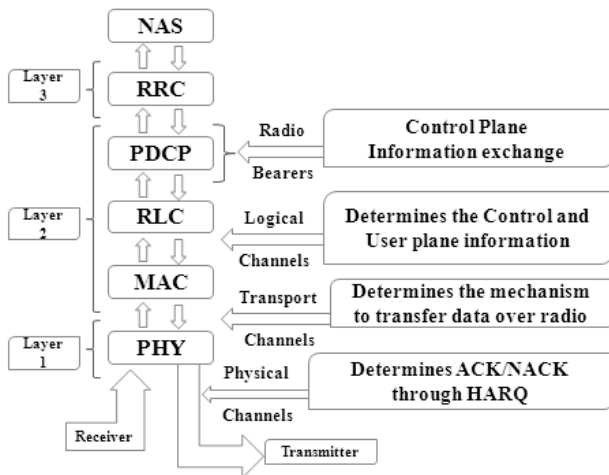 NAS
Layer
3
RRC
PDCP
Radio
Bearers
Control Plane
Information exchange
Layer
2
RLC
Logical
Channels
Determines the Control and
User plane information
MAC
Transport
Channels
Determines the mechanism
to transfer data over radio
Layer
1
PHY
Physical
Channels
Determines ACK/NACK
through HARQ
Receiver
Transmitter